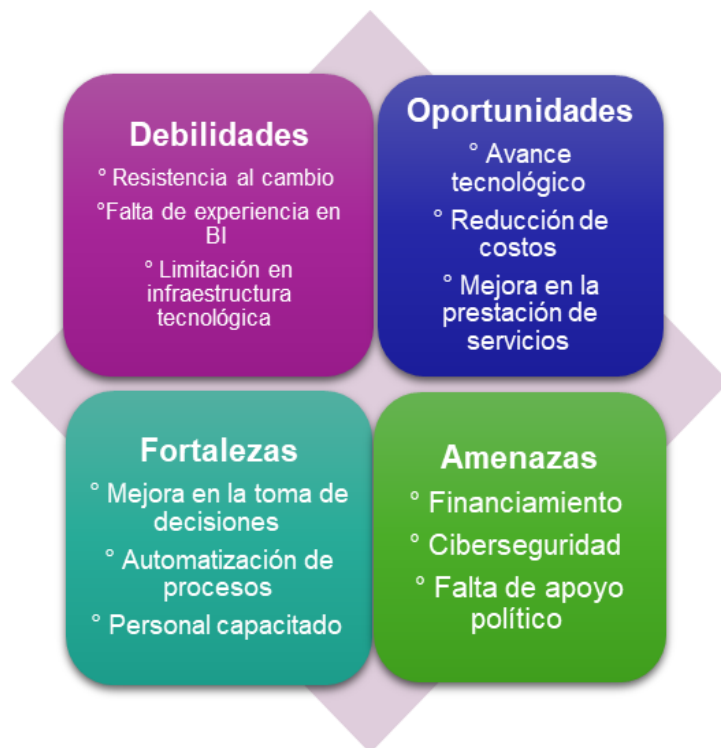 Debilidades
° Resistencia al cambio
°Falta de experiencia en
BI
° Limitación en
infraestructura
tecnológica
Oportunidades
° Avance
tecnológico
° Reducción de
costos
° Mejora en la
prestación de
servicios
Fortalezas
° Mejora en la toma de
decisiones
° Automatización de
procesos
° Personal capacitado
Amenazas
° Financiamiento
° Ciberseguridad
° Falta de apoyo
político